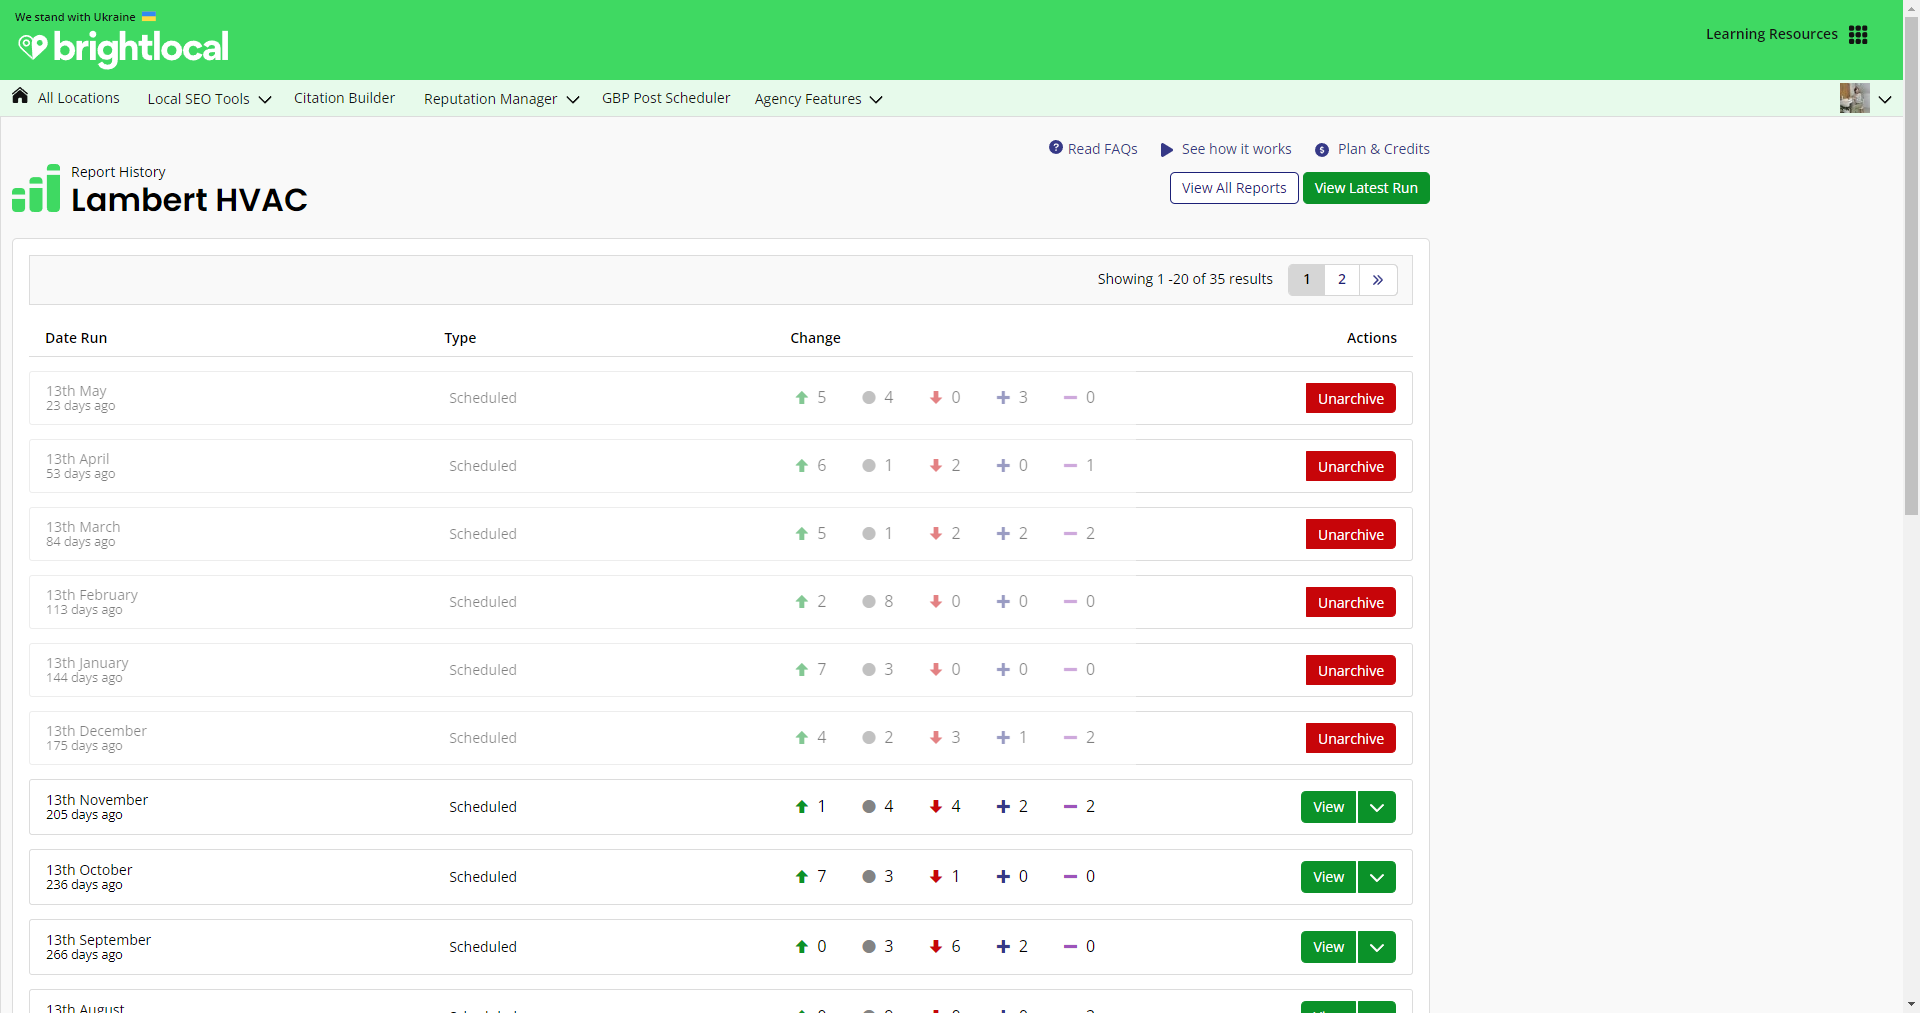 We stand with Ukraine
brightlocal
Learning Resources
All Locations
Local SEO Tools
Citation Builder
Reputation Manager
GBP Post Scheduler
Agency Features
Read FAQs
See how it works
Plan & Credits
Report History
Lambert HVAC
View All Reports
View Latest Run
Showing 1 -20 of 35 results
1
2
»
Date Run
Type
Change
Actions
13th May
23 days ago
Scheduled
5
4
0
3
0
Unarchive
13th April
53 days ago
Scheduled
6
1
2
0
1
Unarchive
13th March
84 days ago
Scheduled
5
1
2
2
2
Unarchive
13th February
113 days ago
Scheduled
2
8
0
0
0
Unarchive
13th January
144 days ago
Scheduled
7
3
0
0
0
Unarchive
13th December
175 days ago
Scheduled
4
2
3
1
2
Unarchive
13th November
205 days ago
Scheduled
1
4
4
2
2
View
13th October
236 days ago
Scheduled
7
3
1
0
0
View
13th September
266 days ago
Scheduled
0
3
6
2
0
View
13th August